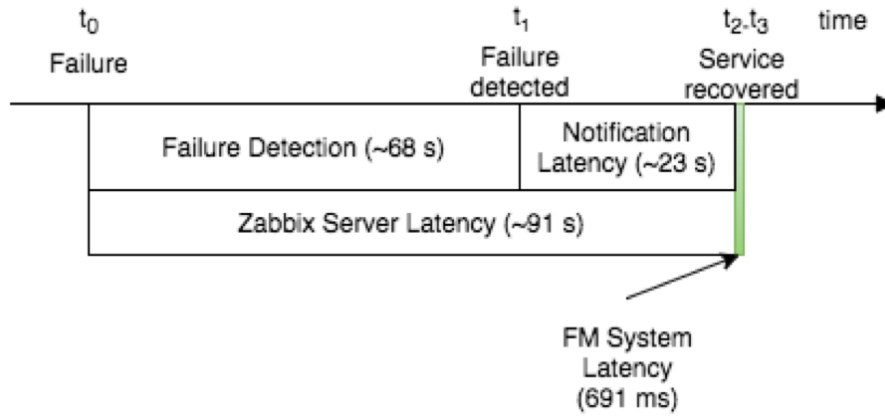 t0
t1
t2-t3
time
Failure
Failure
detected
Service
recovered
Failure Detection (~68 s)
Notification
Latency (~23 s)
Zabbix Server Latency (~91 s)
FM System
Latency
(691 ms)